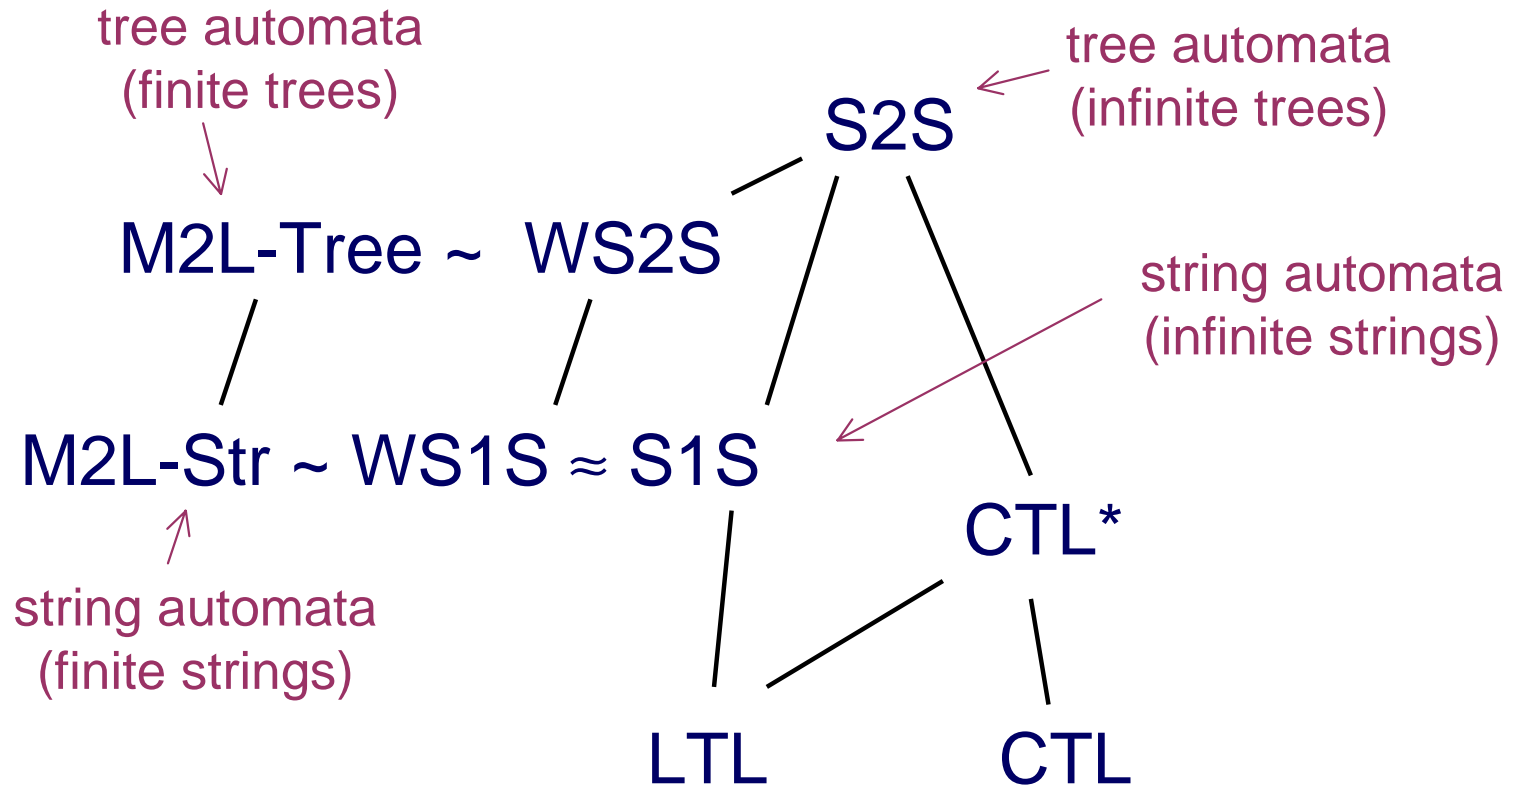 tree automata
(finite trees)
tree automata
(infinite trees)
S2S
M2L-Tree ~ WS2S
string automata
(infinite strings)
M2L-Str ~ WS1S ≈ S1S
CTL*
string automata
(finite strings)
LTL
CTL